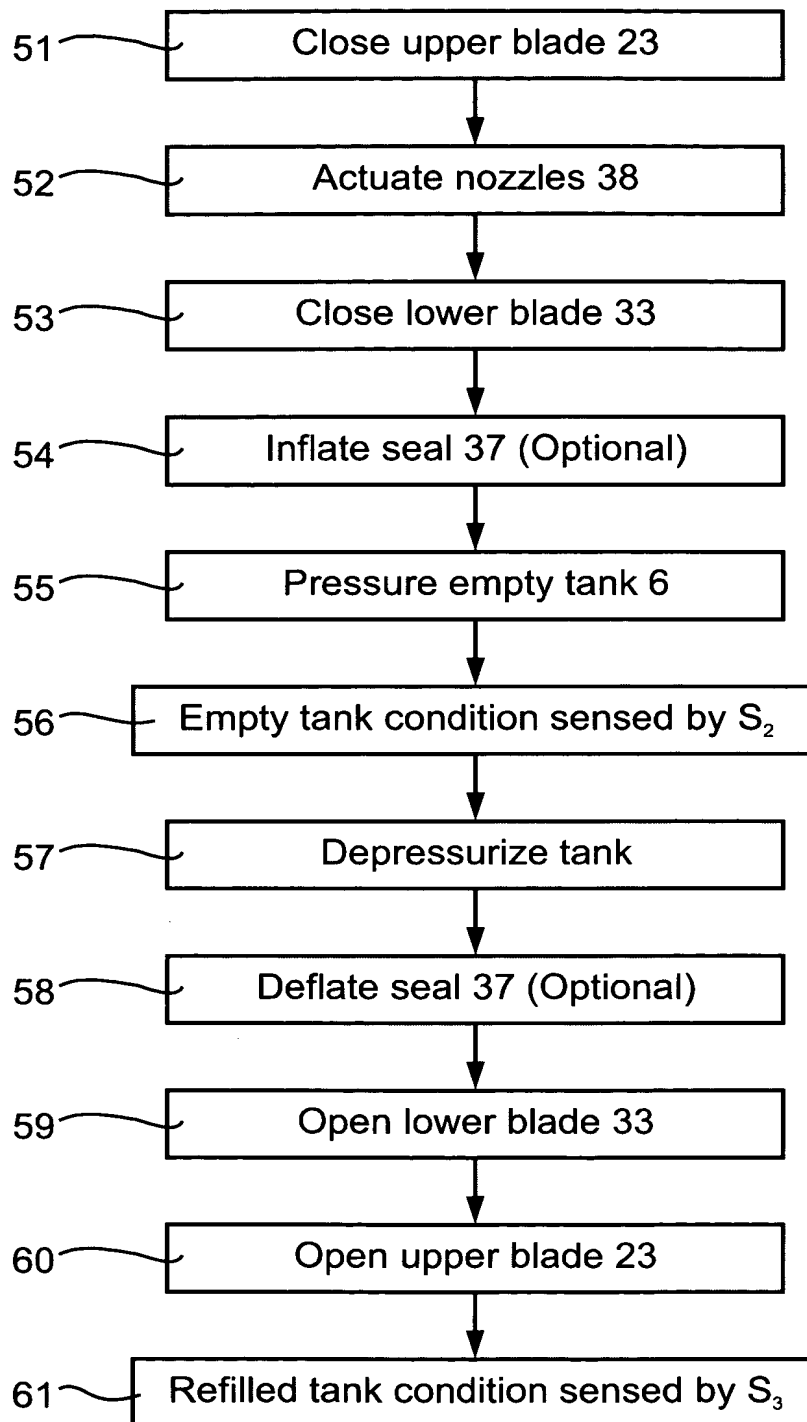 51 Close upper blade 23
52 Actuate nozzles 38
53 Close lower blade 33
54 Inflate seal 37 (Optional)
55 Pressure empty tank 6
56 Empty tank condition sensed by S₂
57 Depressurize tank
58 Deflate seal 37 (Optional)
59 Open lower blade 33
60 Open upper blade 23
61 Refilled tank condition sensed by S₃